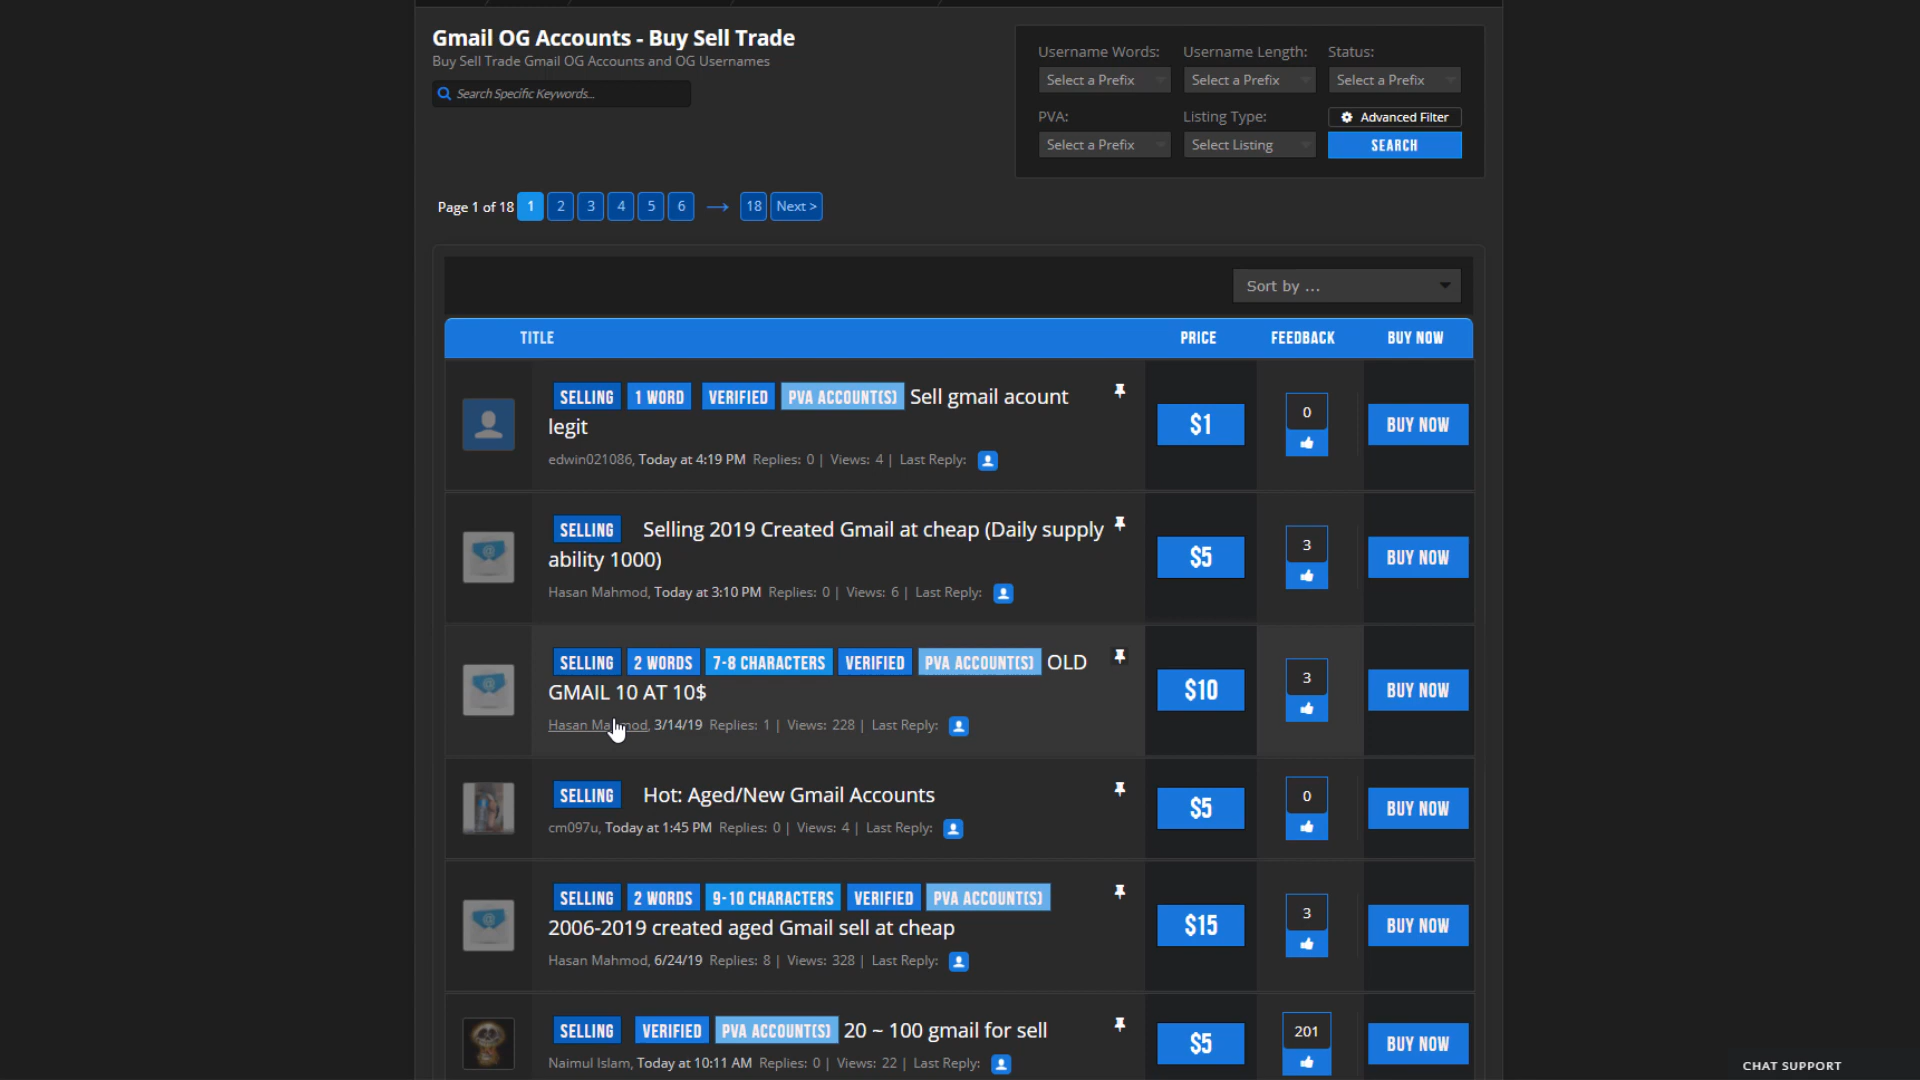 Gmail OG Accounts - Buy Sell Trade
Buy Sell Trade Gmail OG Accounts and OG Usernames
Search Specific Keywords...
Username Words: Username Length: Status:
Select a Prefix Select a Prefix Select a Prefix
PVA: Listing Type: Advanced Filter
Select a Prefix Select Listing SEARCH
Page 1 of 18 1 2 3 4 5 6 → 18 Next >
Sort by ...
TITLE PRICE FEEDBACK BUY NOW
SELLING 1 WORD VERIFIED PVA ACCOUNT(S) Sell gmail acount
legit
edwin021086, Today at 4:19 PM Replies: 0 | Views: 4 | Last Reply:
$1 0 BUY NOW
SELLING Selling 2019 Created Gmail at cheap (Daily supply
ability 1000)
Hasan Mahmod, Today at 3:10 PM Replies: 0 | Views: 6 | Last Reply:
$5 3 BUY NOW
SELLING 2 WORDS 7-8 CHARACTERS VERIFIED PVA ACCOUNT(S) OLD
GMAIL 10 AT 10$
Hasan Mahmod, 3/14/19 Replies: 1 | Views: 228 | Last Reply:
$10 3 BUY NOW
SELLING Hot: Aged/New Gmail Accounts
cm097u, Today at 1:45 PM Replies: 0 | Views: 4 | Last Reply:
$5 0 BUY NOW
SELLING 2 WORDS 9-10 CHARACTERS VERIFIED PVA ACCOUNT(S)
2006-2019 created aged Gmail sell at cheap
Hasan Mahmod, 6/24/19 Replies: 8 | Views: 328 | Last Reply:
$15 3 BUY NOW
SELLING VERIFIED PVA ACCOUNT(S) 20 ~ 100 gmail for sell
Naimul Islam, Today at 10:11 AM Replies: 0 | Views: 22 | Last Reply:
$5 201 BUY NOW
CHAT SUPPORT